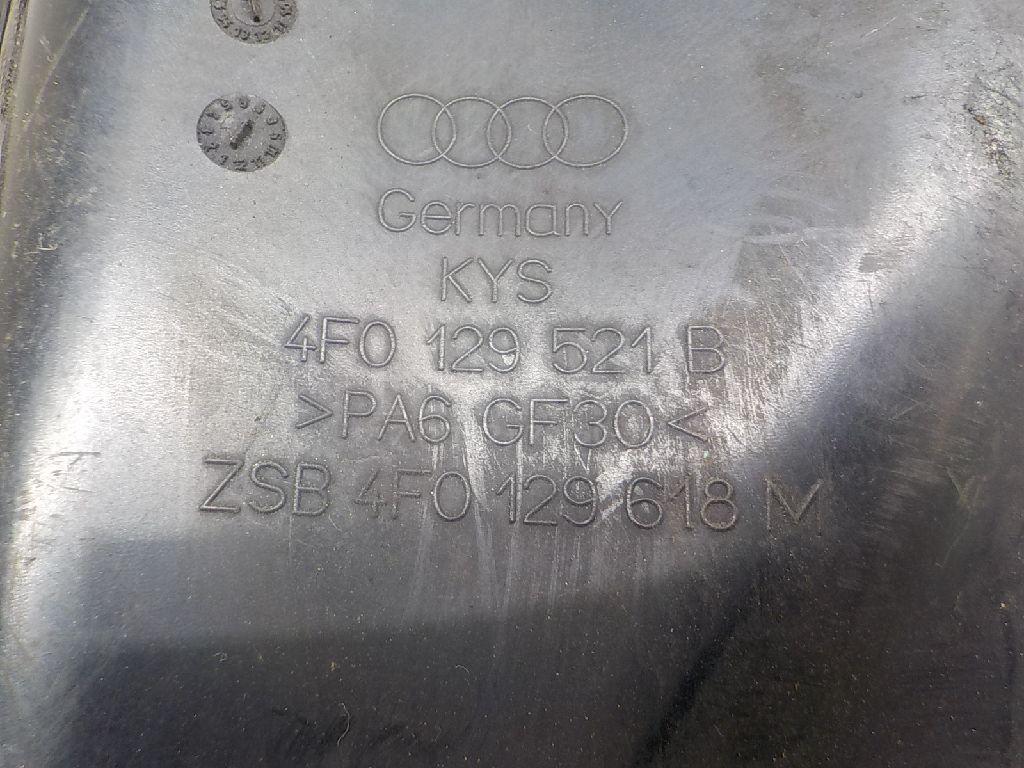 Germany
KYS
4F0 129 521 B
>PA6 GF30<
ZSB 4F0 129 618 M